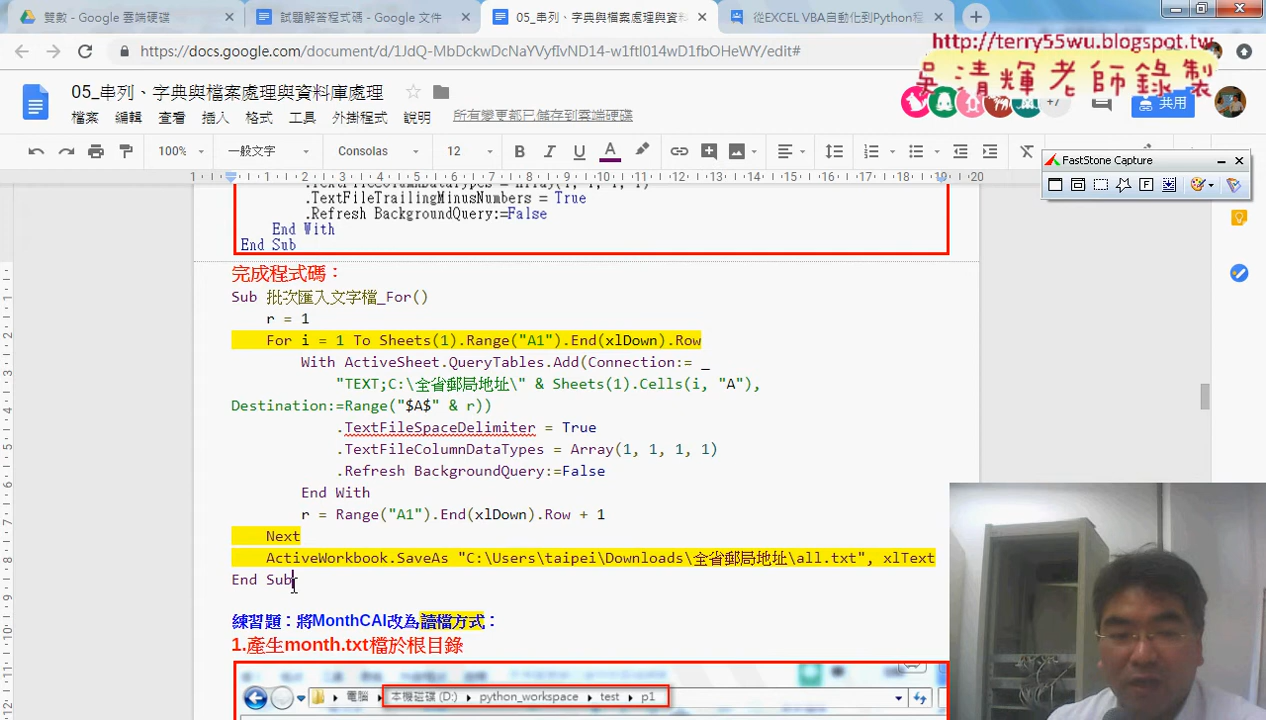 雙數 - Google 雲端硬碟
試題解答程式碼 - Google 文件
05_串列、字典與檔案處理與資料
從EXCEL VBA自動化到Python程
https://docs.google.com/document/d/1JdQ-MbDckwDcNaYVyflvND14-w1ftl014wD1fbOHeWY/edit#
http://terry55wu.blogspot.tw
吳清輝老師錄製
05_串列、字典與檔案處理與資料庫處理
+7
共用
檔案 編輯 查看 插入 格式 工具 外掛程式 說明 所有變更都已儲存到雲端硬碟
100% 一般文字 Consolas 12
FastStone Capture
.TextFileColumnDataTypes = Array(1, 1, 1, 1)
.TextFileTrailingMinusNumbers = True
.Refresh BackgroundQuery:=False
End With
End Sub
完成程式碼：
Sub 批次匯入文字檔_For()
r = 1
For i = 1 To Sheets(1).Range("A1").End(xlDown).Row
With ActiveSheet.QueryTables.Add(Connection:= _
"TEXT;C:\全省郵局地址\" & Sheets(1).Cells(i, "A"),
Destination:=Range("$A$" & r))
.TextFileSpaceDelimiter = True
.TextFileColumnDataTypes = Array(1, 1, 1, 1)
.Refresh BackgroundQuery:=False
End With
r = Range("A1").End(xlDown).Row + 1
Next
ActiveWorkbook.SaveAs "C:\Users\taipei\Downloads\全省郵局地址\all.txt", xlText
End Sub
練習題：將MonthCAl改為讀檔方式：
1.產生month.txt檔於根目錄
電腦 本機磁碟 (D:) python_workspace test p1